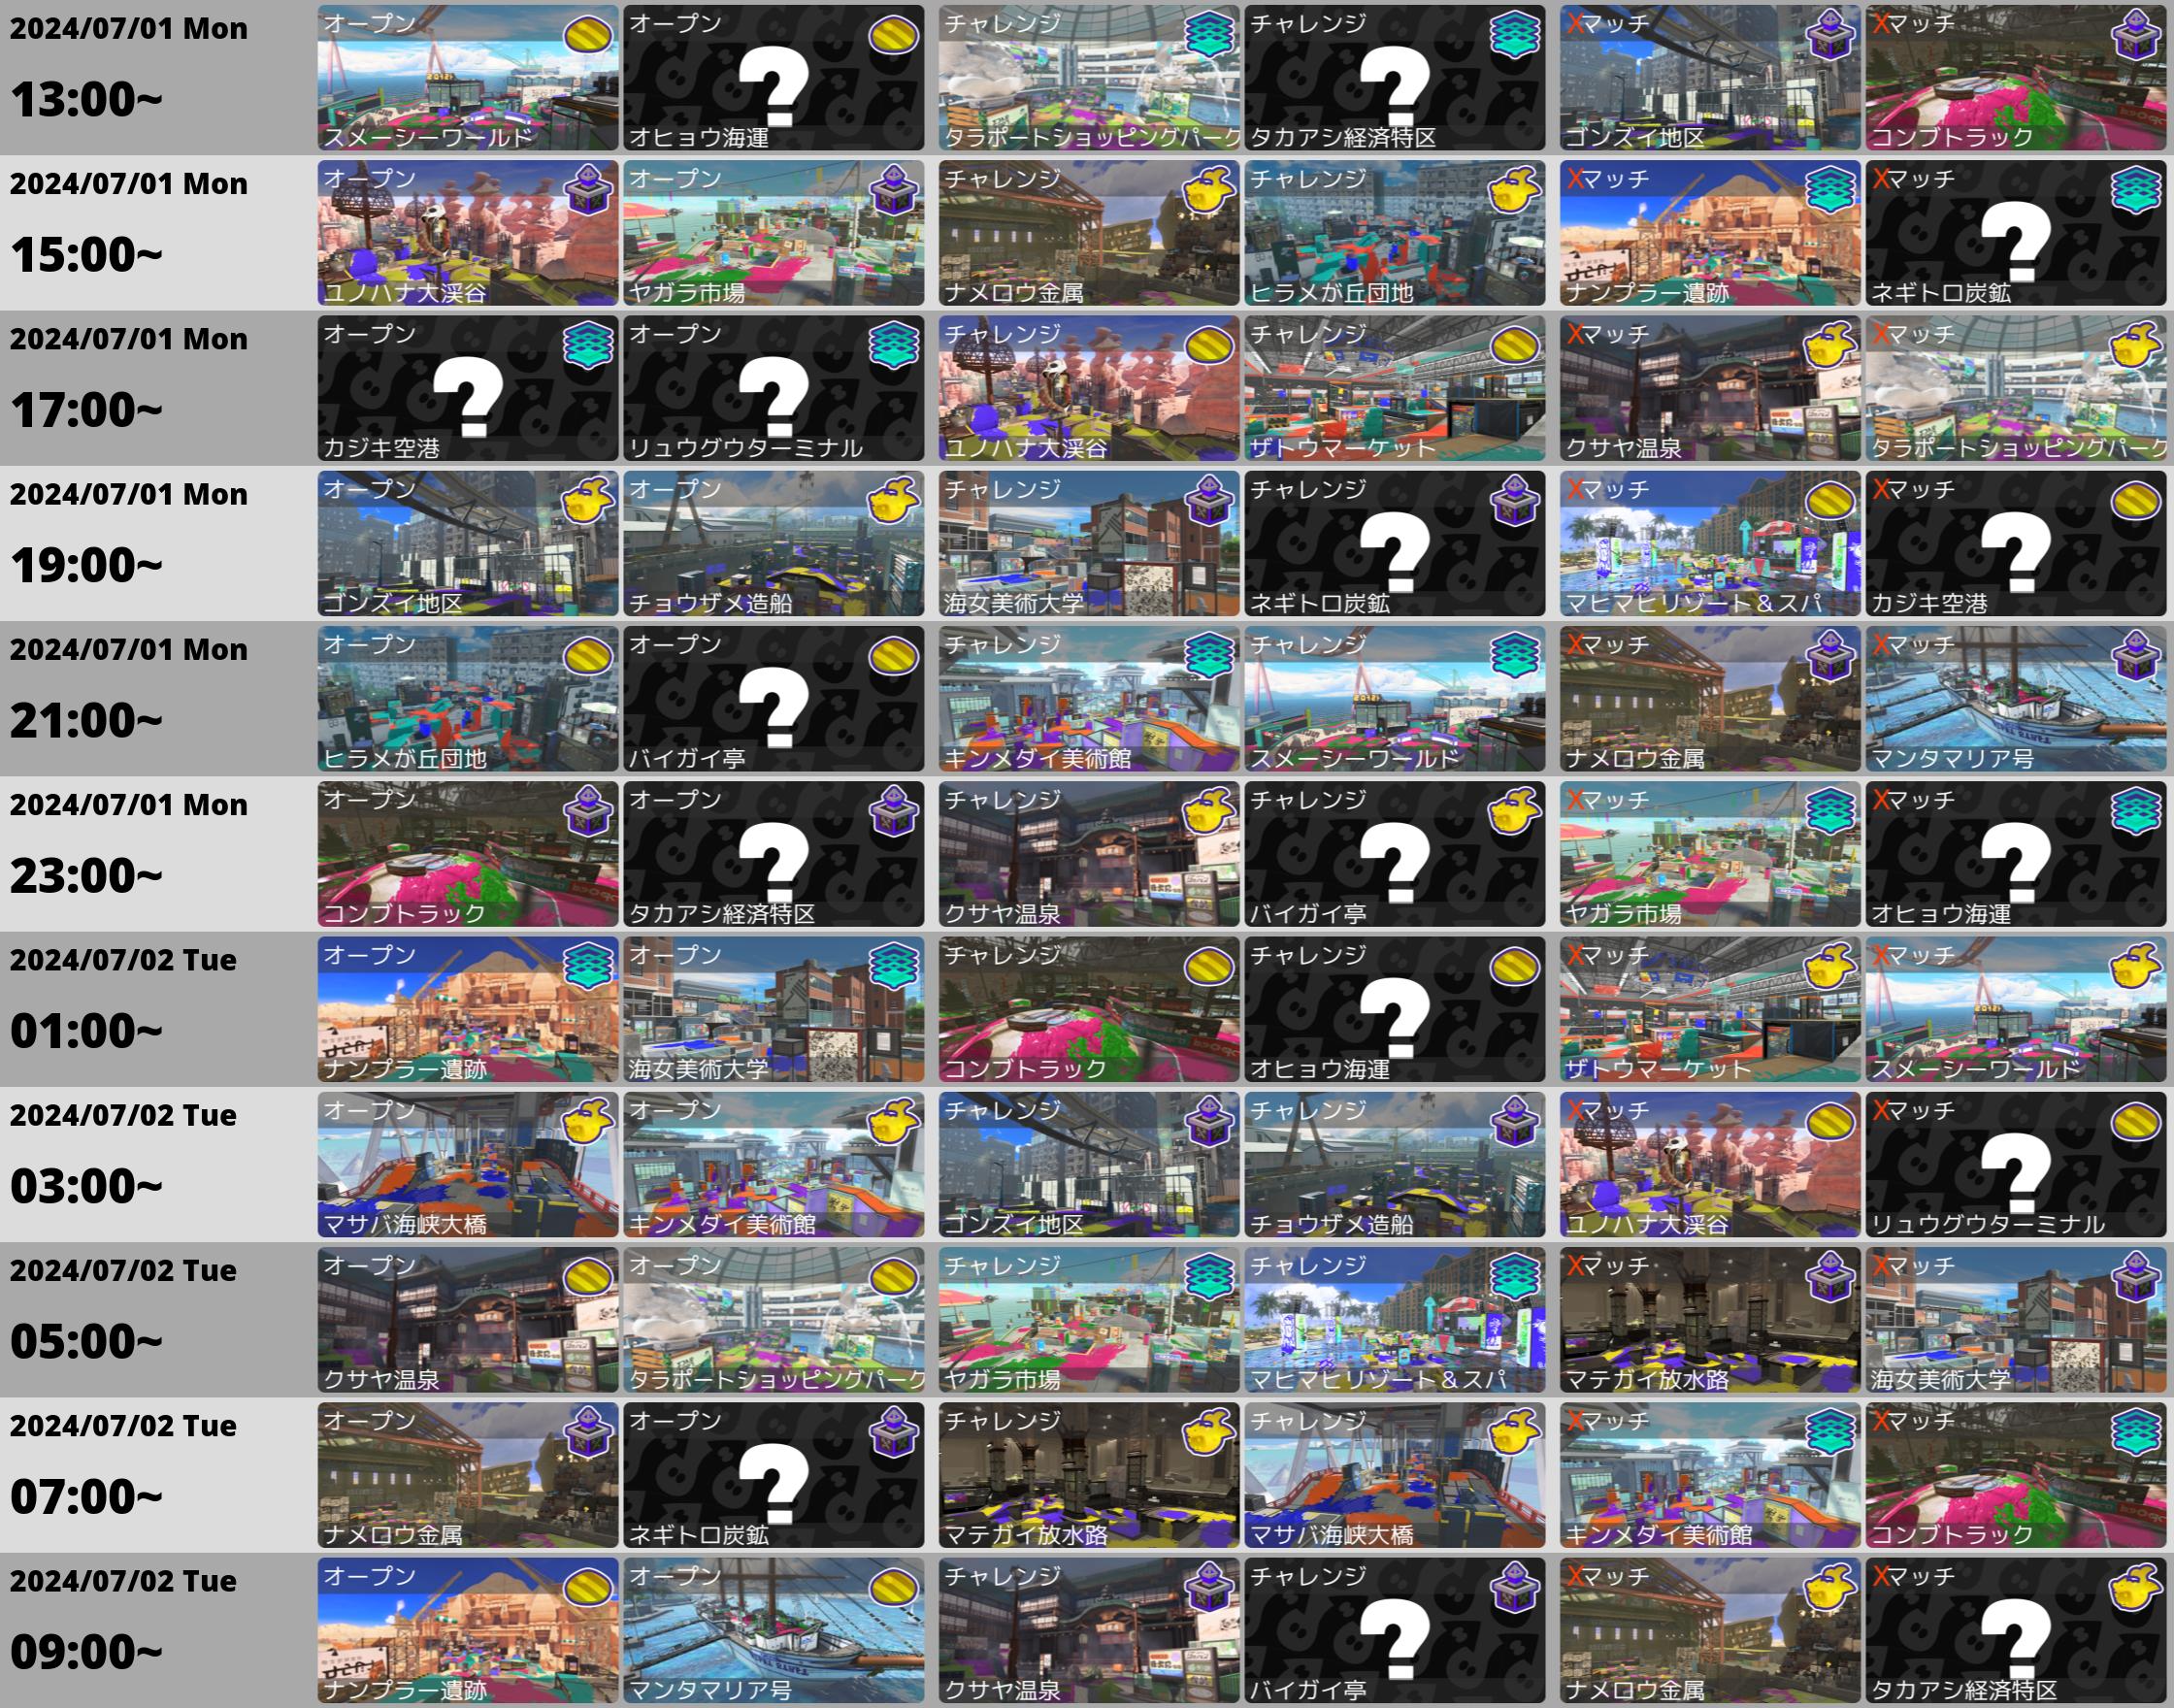 2024/07/01 Mon
13:00~
オープン
スメーシーワールド
オープン
オヒョウ海運
チャレンジ
タラポートショッピングパーク
チャレンジ
タカアシ経済特区
Xマッチ
ゴンズイ地区
Xマッチ
コンブトラック
2024/07/01 Mon
15:00~
オープン
ユノハナ大渓谷
オープン
ヤガラ市場
チャレンジ
ナメロウ金属
チャレンジ
ヒラメが丘団地
Xマッチ
ナンプラー遺跡
Xマッチ
ネギトロ炭鉱
2024/07/01 Mon
17:00~
オープン
カジキ空港
オープン
リュウグウターミナル
チャレンジ
ユノハナ大渓谷
チャレンジ
ザトウマーケット
Xマッチ
クサヤ温泉
Xマッチ
タラポートショッピングパーク
2024/07/01 Mon
19:00~
オープン
ゴンズイ地区
オープン
チョウザメ造船
チャレンジ
海女美術大学
チャレンジ
ネギトロ炭鉱
Xマッチ
マヒマヒリゾート＆スパ
Xマッチ
カジキ空港
2024/07/01 Mon
21:00~
オープン
ヒラメが丘団地
オープン
バイガイ亭
チャレンジ
キンメダイ美術館
チャレンジ
スメーシーワールド
Xマッチ
ナメロウ金属
Xマッチ
マンタマリア号
2024/07/01 Mon
23:00~
オープン
コンブトラック
オープン
タカアシ経済特区
チャレンジ
クサヤ温泉
チャレンジ
バイガイ亭
Xマッチ
ヤガラ市場
Xマッチ
オヒョウ海運
2024/07/02 Tue
01:00~
オープン
ナンプラー遺跡
オープン
海女美術大学
チャレンジ
コンブトラック
チャレンジ
オヒョウ海運
Xマッチ
ザトウマーケット
Xマッチ
スメーシーワールド
2024/07/02 Tue
03:00~
オープン
マサバ海峡大橋
オープン
キンメダイ美術館
チャレンジ
ゴンズイ地区
チャレンジ
チョウザメ造船
Xマッチ
ユノハナ大渓谷
Xマッチ
リュウグウターミナル
2024/07/02 Tue
05:00~
オープン
クサヤ温泉
オープン
タラポートショッピングパーク
チャレンジ
ヤガラ市場
チャレンジ
マヒマヒリゾート＆スパ
Xマッチ
マテガイ放水路
Xマッチ
海女美術大学
2024/07/02 Tue
07:00~
オープン
ナメロウ金属
オープン
ネギトロ炭鉱
チャレンジ
マテガイ放水路
チャレンジ
マサバ海峡大橋
Xマッチ
キンメダイ美術館
Xマッチ
コンブトラック
2024/07/02 Tue
09:00~
オープン
ナンプラー遺跡
オープン
マンタマリア号
チャレンジ
クサヤ温泉
チャレンジ
バイガイ亭
Xマッチ
ナメロウ金属
Xマッチ
タカアシ経済特区